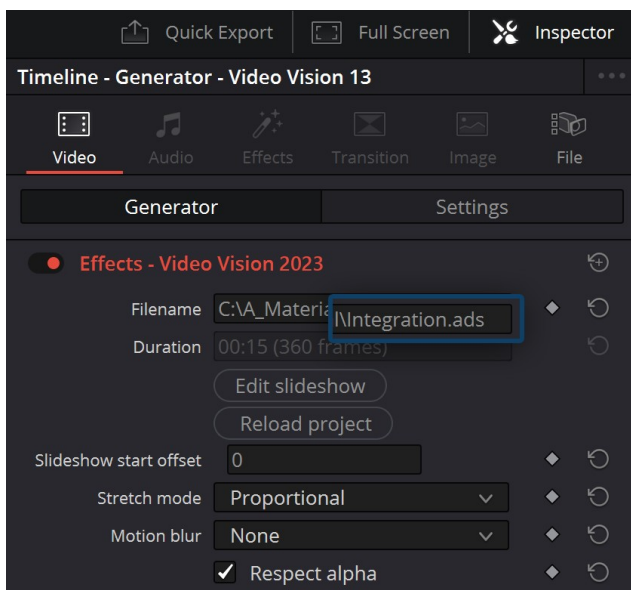 Quick Export Full Screen Inspector
Timeline - Generator - Video Vision 13
Video Audio Effects Transition Image File
Generator Settings
Effects - Video Vision 2023
Filename C:\A_Materia l\Integration.ads
Duration 00:15 (360 frames)
Edit slideshow
Reload project
Slideshow start offset 0
Stretch mode Proportional
Motion blur None
Respect alpha